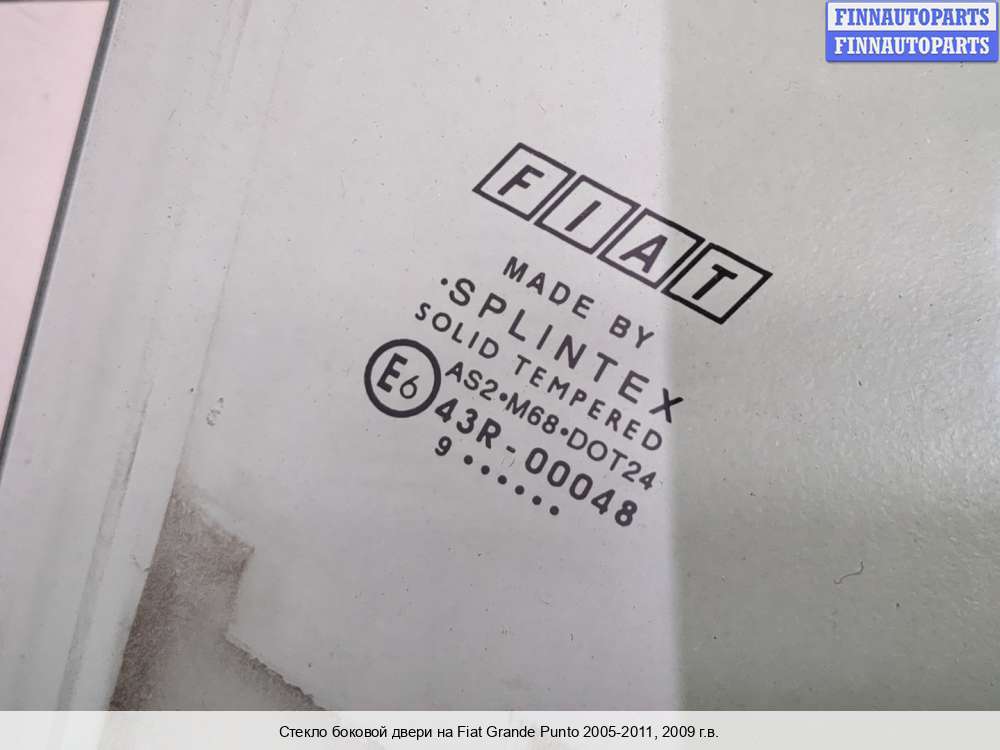 FINNAUTOPARTS
FINNAUTOPARTS
FIAT
MADE BY
·SPLINTEX
SOLID TEMPERED
AS2•M68•DOT24
E6
43R-00048
9••••••
Стекло боковой двери на Fiat Grande Punto 2005-2011, 2009 г.в.